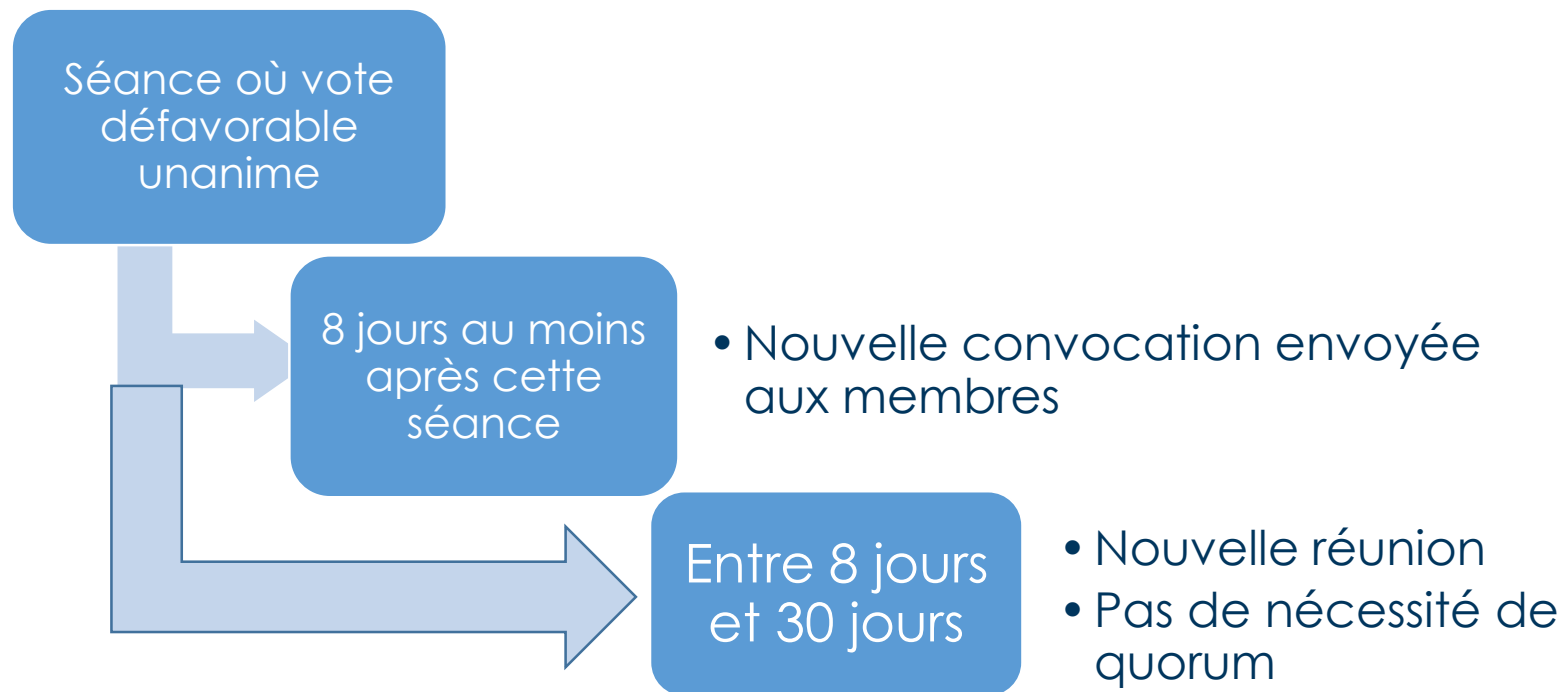 Séance où vote
défavorable
unanime
8 jours au moins
après cette
séance
• Nouvelle convocation envoyée
aux membres
Entre 8 jours
et 30 jours
• Nouvelle réunion
• Pas de nécessité de
quorum